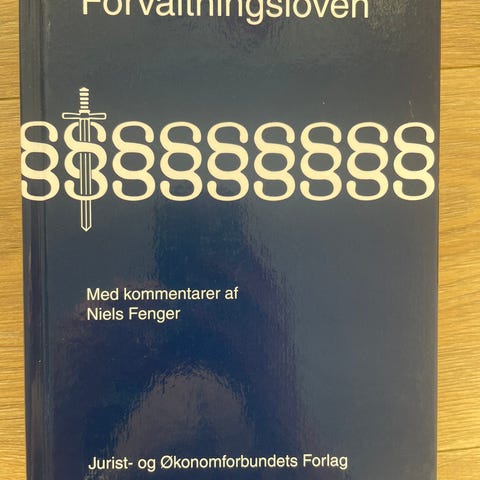 Forvaltningsloven
§§§§§§§§§
Med kommentarer af
Niels Fenger
Jurist- og Økonomforbundets Forlag